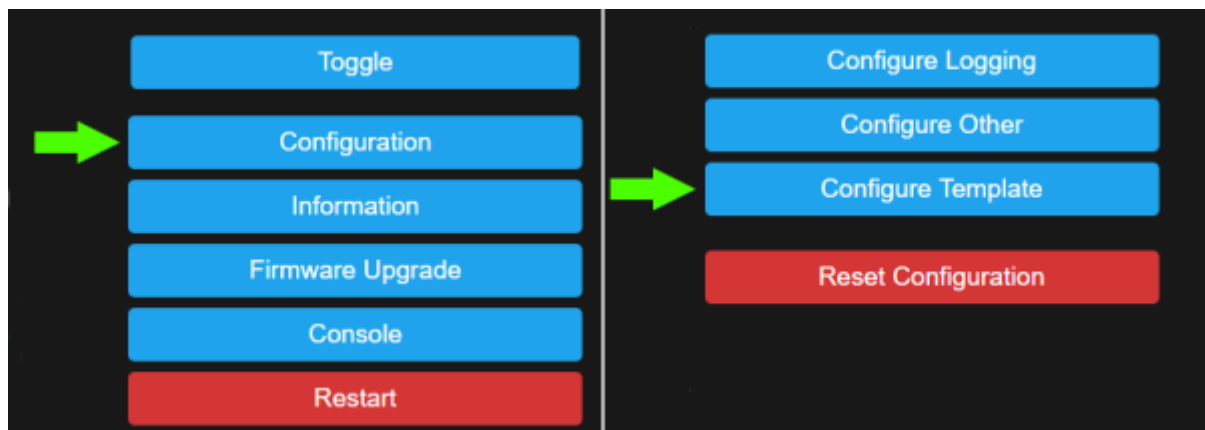 Toggle
Configuration
Information
Firmware Upgrade
Console
Restart
Configure Logging
Configure Other
Configure Template
Reset Configuration